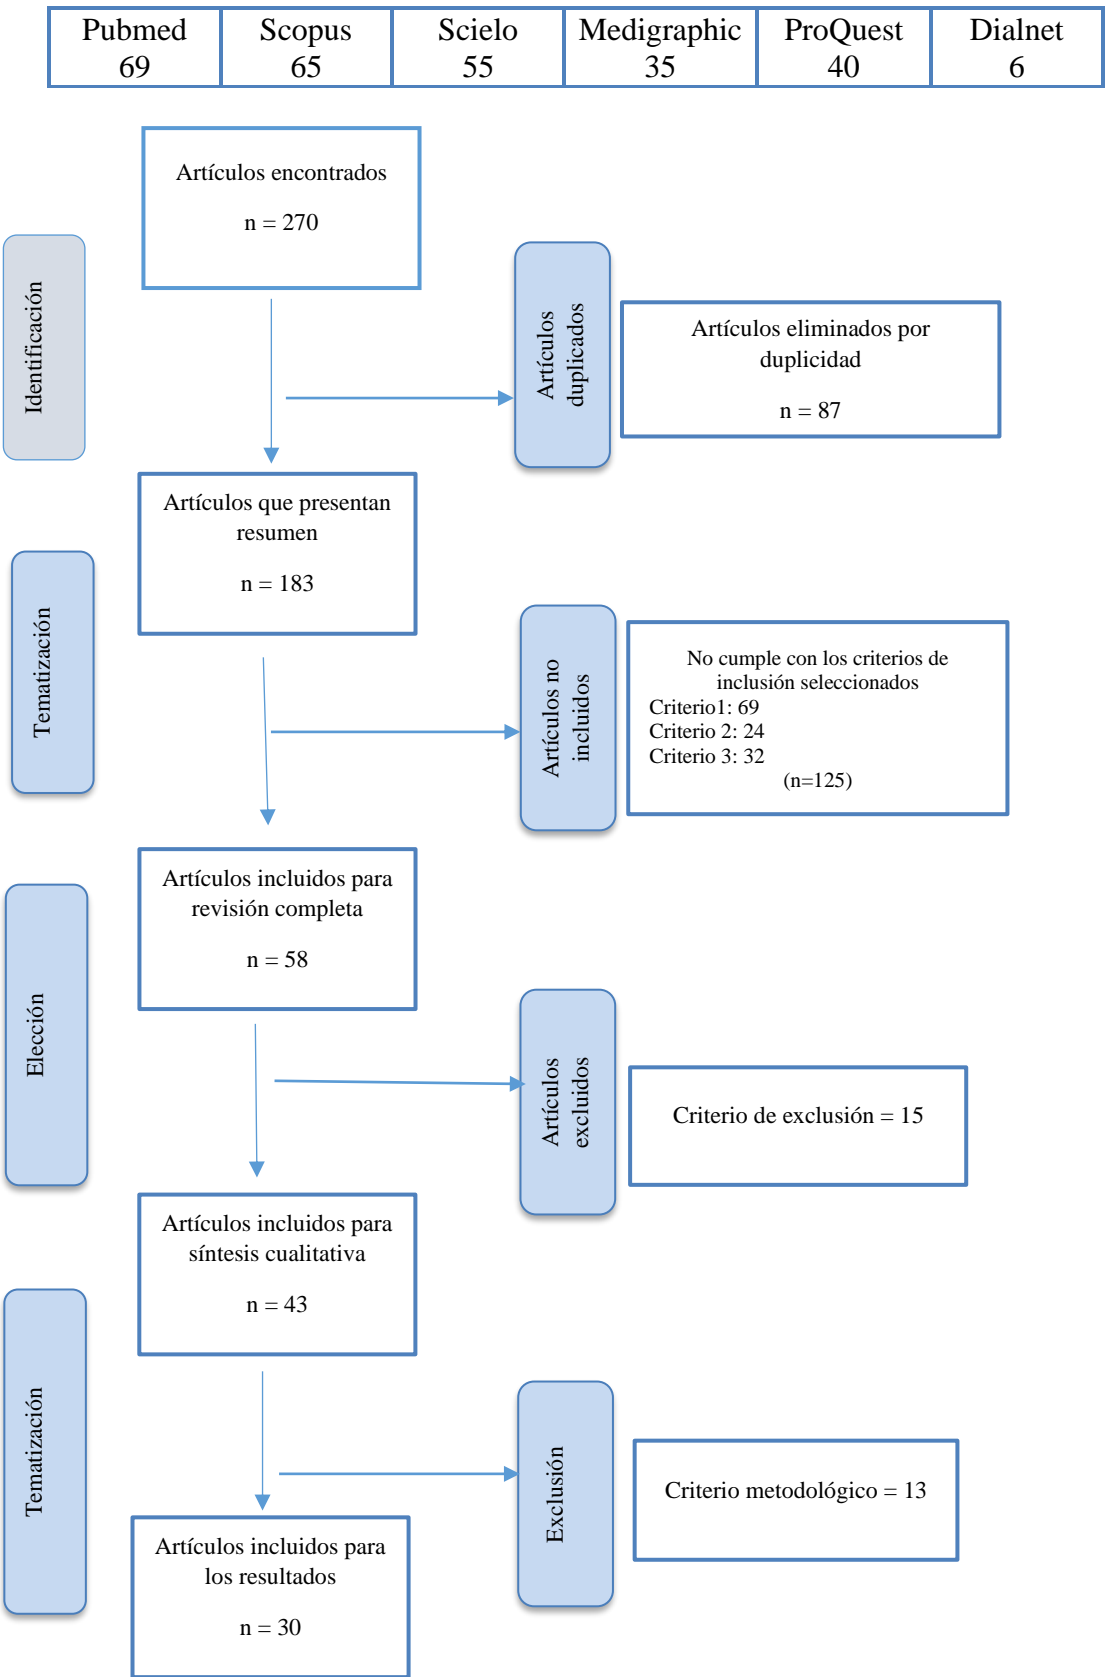 Pubmed Scopus Scielo Medigraphic ProQuest Dialnet
69 65 55 35 40 6
Artículos encontrados
n = 270
Identificación
Artículos
duplicados
Artículos eliminados por
duplicidad
n = 87
Artículos que presentan
resumen
n = 183
Tematización
Artículos no
incluidos
No cumple con los criterios de
inclusión seleccionados
Criterio1: 69
Criterio 2: 24
Criterio 3: 32
(n=125)
Artículos incluidos para
revisión completa
n = 58
Elección
Artículos
excluidos
Criterio de exclusión = 15
Artículos incluidos para
síntesis cualitativa
n = 43
Tematización
Exclusión
Criterio metodológico = 13
Artículos incluidos para
los resultados
n = 30